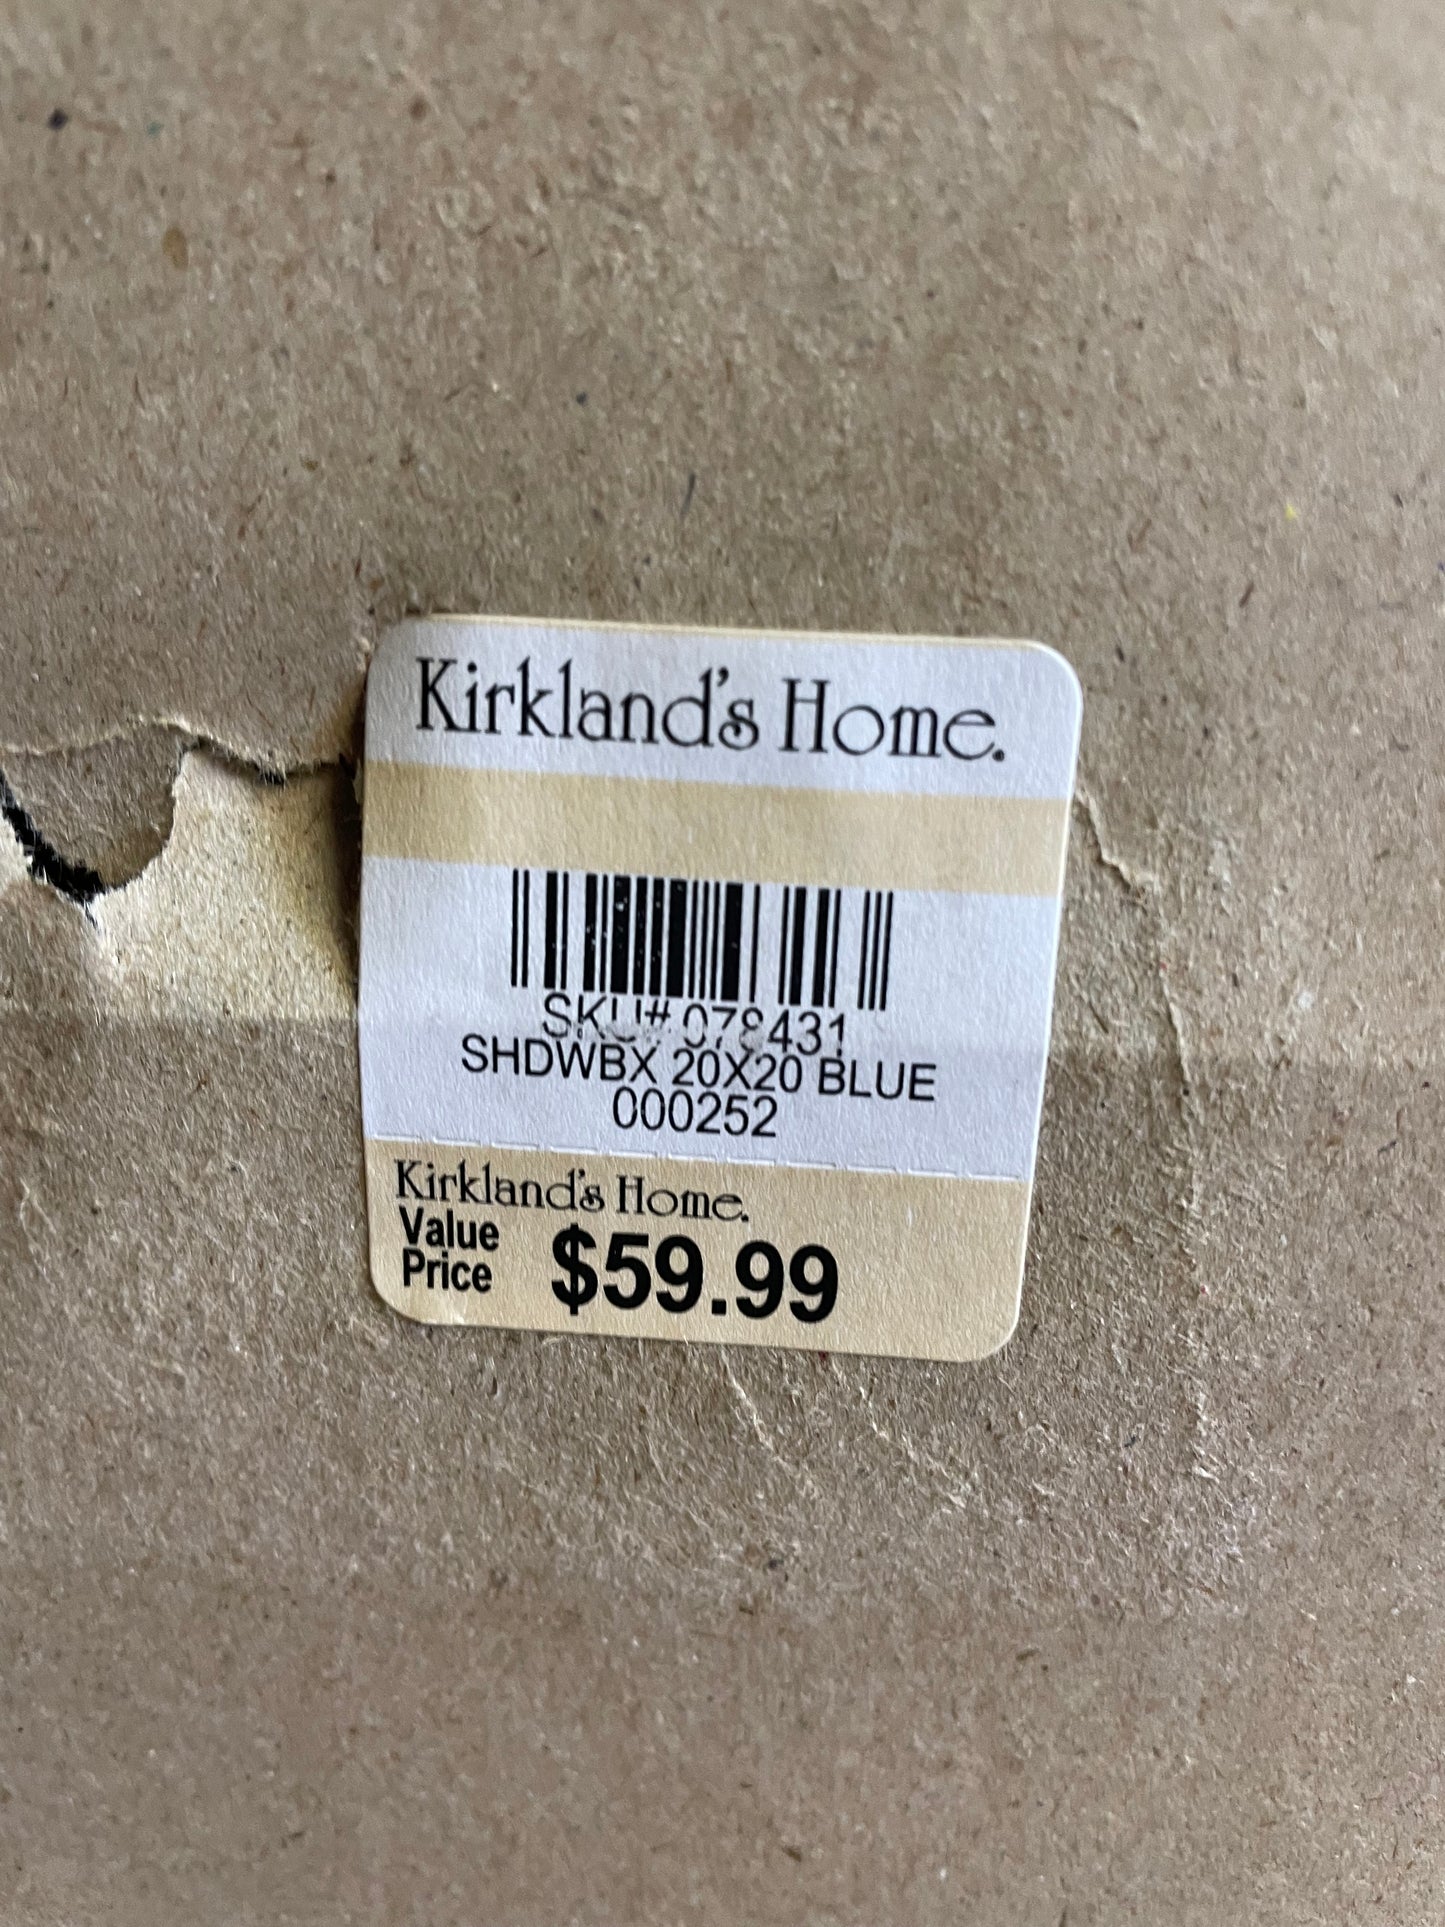 Kirkland's Home.
SKU# 078431
SHDWBX 20X20 BLUE
000252
Kirkland's Home.
Value
Price $59.99